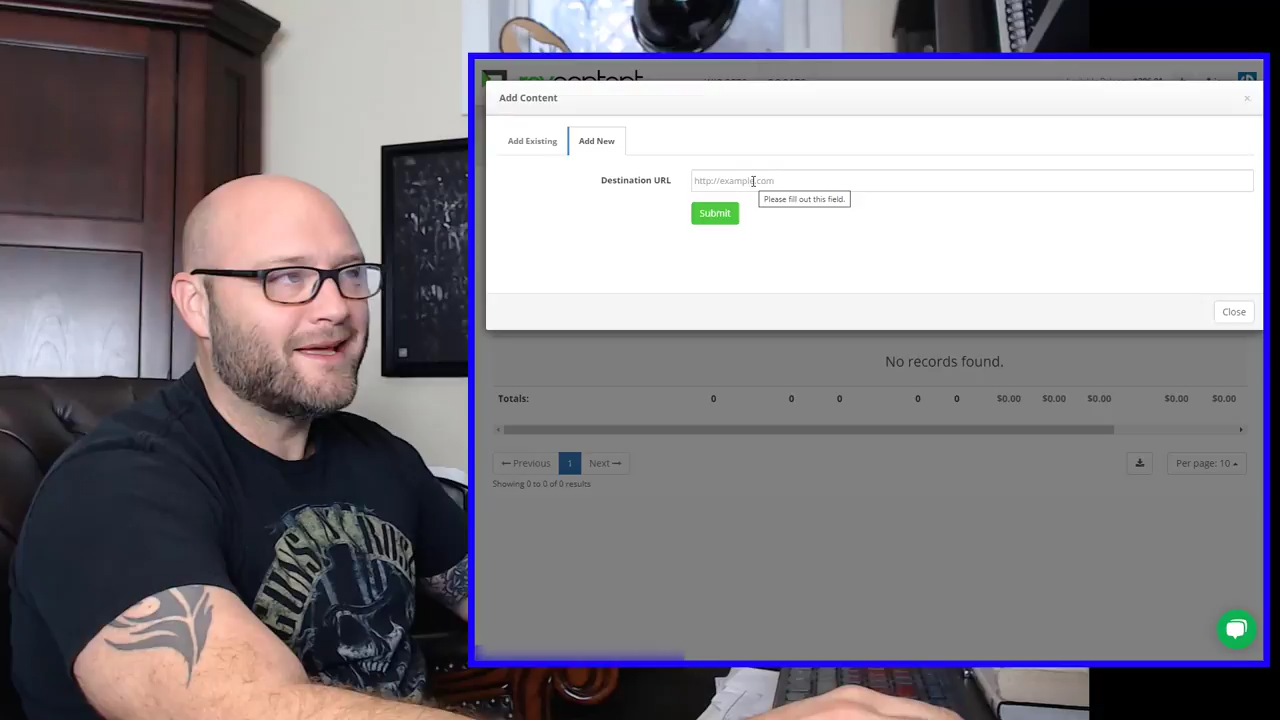 Add Content
×
Add Existing
Add New
Destination URL
http://example.com
Please fill out this field.
Submit
Close
No records found.
Totals:
0 0 0 0 0 $0.00 $0.00 $0.00 $0.00 $0.00
← Previous 1 Next →
Per page: 10
Showing 0 to 0 of 0 results
GUNS N' ROSES